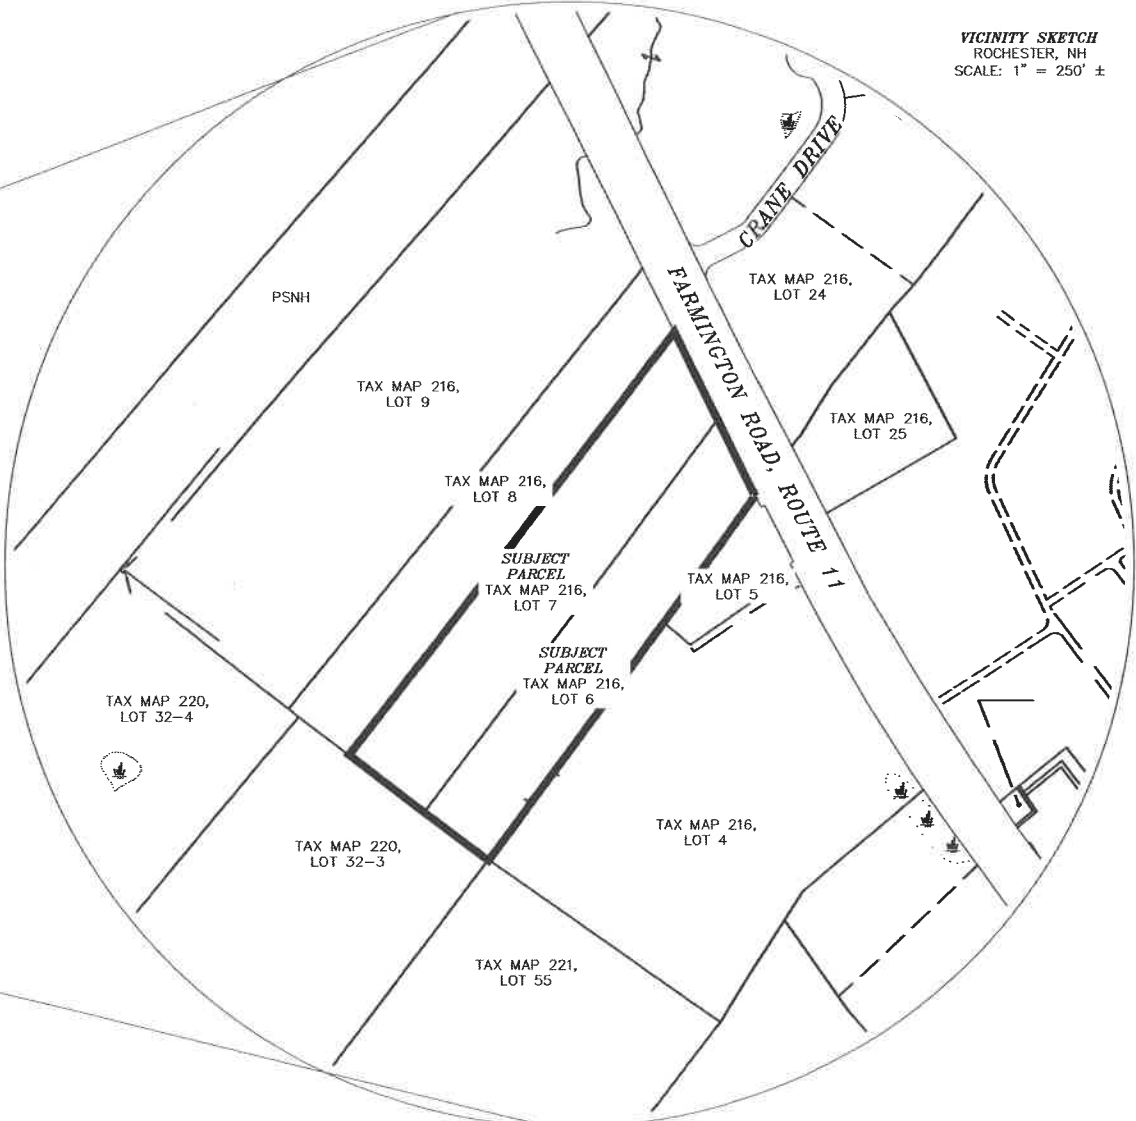 VICINITY SKETCH
ROCHESTER, NH
SCALE: 1" = 250' ±
CRANE DRIVE
FARMINGTON ROAD, ROUTE 11
TAX MAP 216,
LOT 24
PSNH
TAX MAP 216,
LOT 9
TAX MAP 216,
LOT 25
TAX MAP 216,
LOT 8
SUBJECT
PARCEL
TAX MAP 216,
LOT 7
TAX MAP 216,
LOT 5
SUBJECT
PARCEL
TAX MAP 216,
LOT 6
TAX MAP 220,
LOT 32-4
TAX MAP 216,
LOT 4
TAX MAP 220,
LOT 32-3
TAX MAP 221,
LOT 55